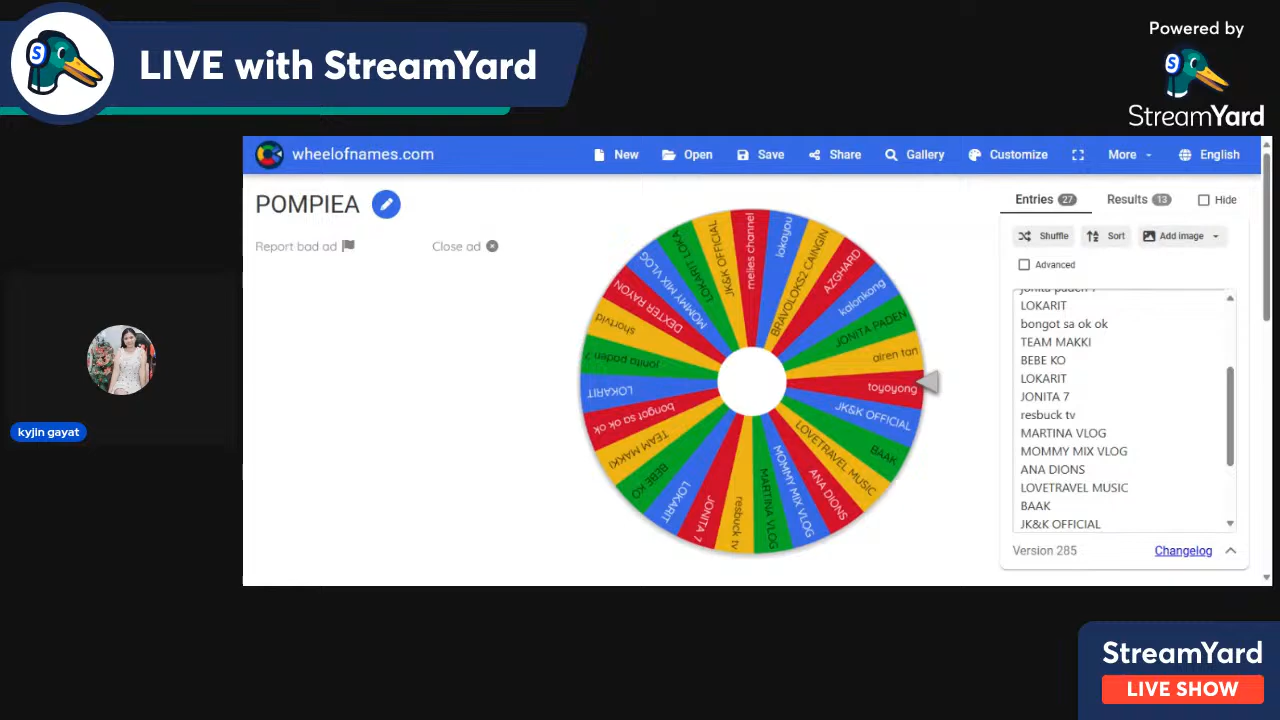 S
LIVE with StreamYard
Powered by
S
StreamYard
wheelofnames.com
New
Open
Save
Share
Gallery
Customize
More
English
POMPIEA
Report bad ad
Close ad
Entries 27
Results 13
Hide
Shuffle
Sort
Add image
Advanced
jonita paden 7
LOKARIT
bongot sa ok ok
TEAM MAKKI
BEBE KO
LOKARIT
JONITA 7
resbuck tv
MARTINA VLOG
MOMMY MIX VLOG
ANA DIONS
LOVETRAVEL MUSIC
BAAK
JK&K OFFICIAL
Version 285
Changelog
melies channel
lokayou
BRAVOLOKS2 CAINGIN
AZGHARD
kalonkong
JONITA PADEN
airen tan
toyoyong
JK&K OFFICIAL
BAAK
LOVETRAVEL MUSIC
ANA DIONS
MOMMY MIX VLOG
MARTINA VLOG
resbuck tv
JONITA 7
LOKARIT
BEBE KO
TEAM MAKKI
bongot sa ok ok
LOKARIT
jonita paden 7
shortvid
DEXTER RAYON
MOMMY MIX VLOG
LOKARIT LOKA
JK&K OFFICIAL
kyjin gayat
StreamYard
LIVE SHOW